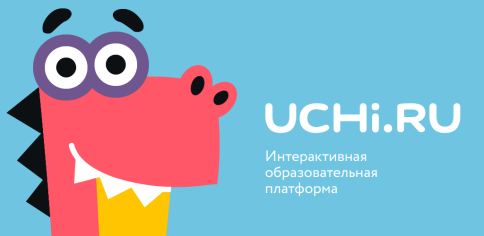 UCHi.RU
Интерактивная
образовательная
платформа